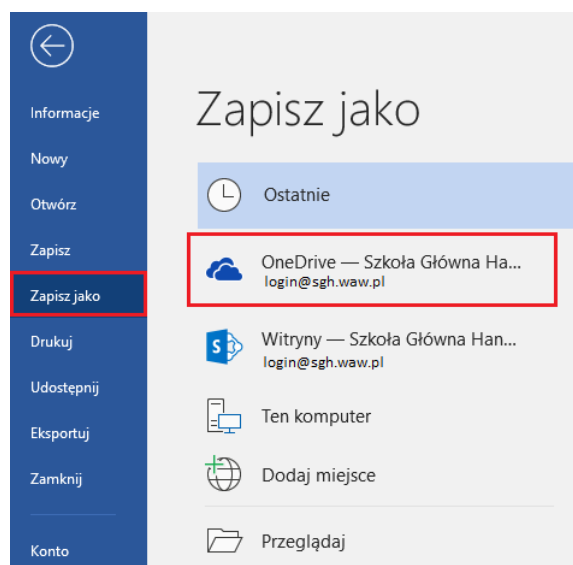 Informacje
Nowy
Otwórz
Zapisz
Zapisz jako
Drukuj
Udostępnij
Eksportuj
Zamknij
Konto
Zapisz jako
Ostatnie
OneDrive — Szkoła Główna Ha...
login@sgh.waw.pl
Witryny — Szkoła Główna Han...
login@sgh.waw.pl
Ten komputer
Dodaj miejsce
Przeglądaj